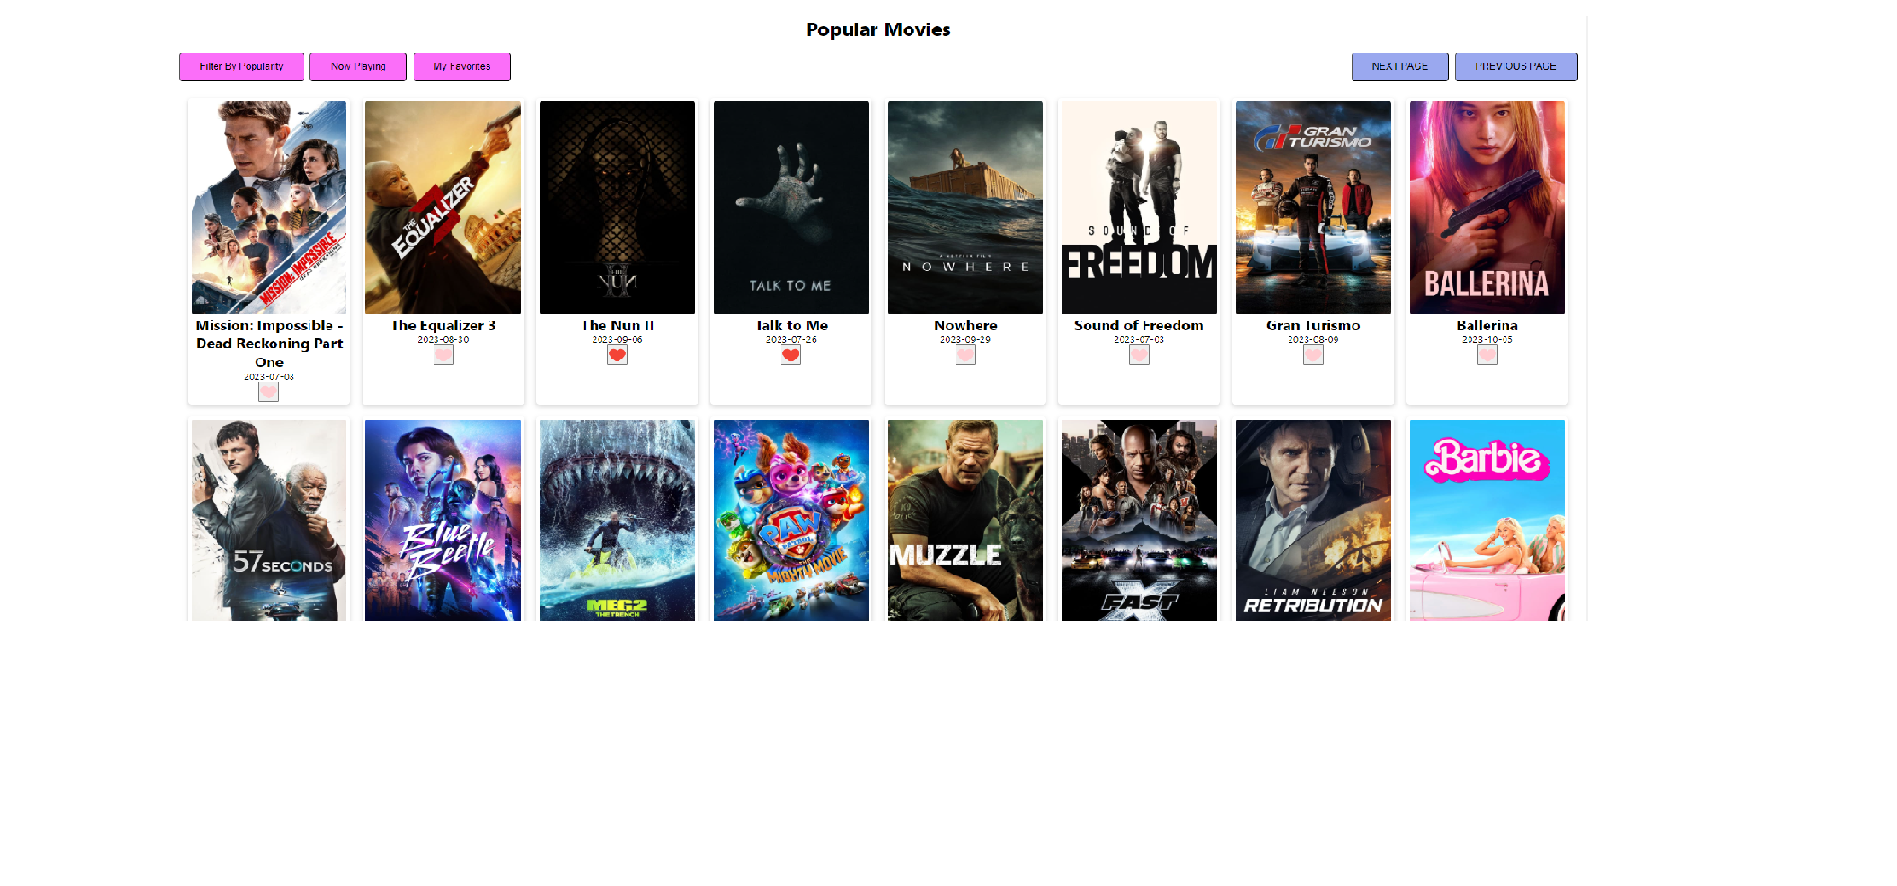 Popular Movies
Filter By Popularity
Now Playing
My Favorites
NEXT PAGE
PREVIOUS PAGE
MISSION: IMPOSSIBLE
THE
EQUALIZER
3
THE
NUN
II
TALK TO ME
NOWHERE
SOUND OF
FREEDOM
GRAN
TURISMO
BALLERINA
Mission: Impossible -
Dead Reckoning Part
One
2023-07-08
The Equalizer 3
2023-08-30
The Nun II
2023-09-06
Talk to Me
2023-07-26
Nowhere
2023-09-29
Sound of Freedom
2023-07-03
Gran Turismo
2023-08-09
Ballerina
2023-10-05
57 SECONDS
Blue
Beetle
MEG 2
THE TRENCH
PAW
PATROL
MIGHTY MOVIE
MUZZLE
FAST
X
LIAM NEESON
RETRIBUTION
Barbie